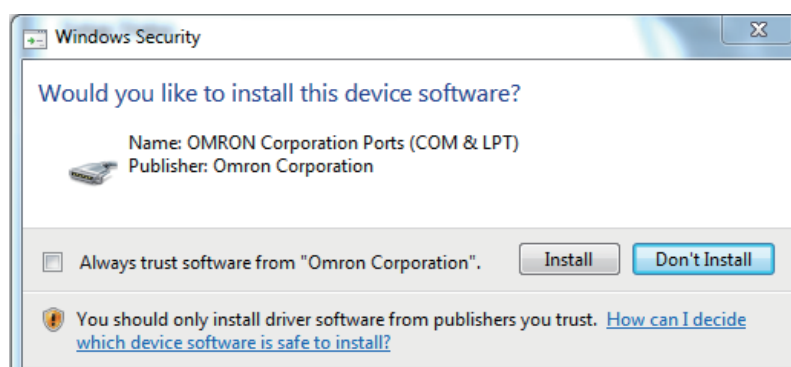 Windows Security
Would you like to install this device software?
Name: OMRON Corporation Ports (COM & LPT)
Publisher: Omron Corporation
Always trust software from "Omron Corporation".
Install
Don't Install
You should only install driver software from publishers you trust. How can I decide
which device software is safe to install?